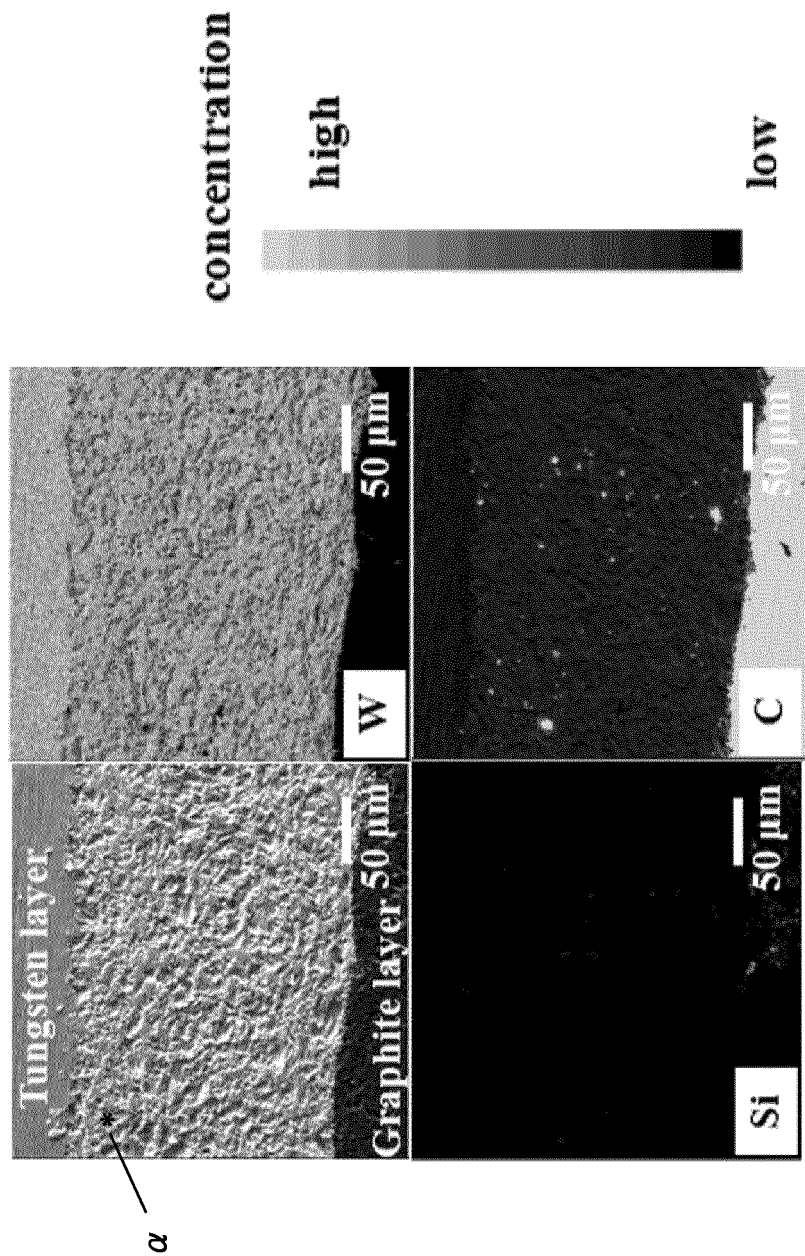 Tungsten layer
α
*
Graphite layer
50 μm
W
50 μm
Si
50 μm
C
50 μm
concentration
high
low